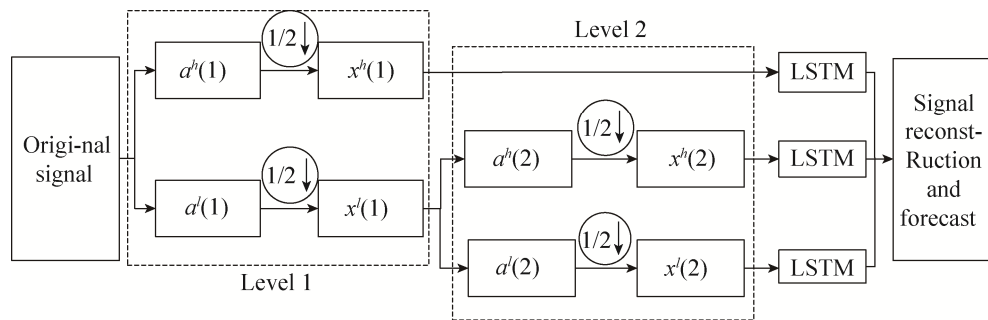 Origi-nal
signal
a^h(1)
1/2↓
x^h(1)
a^l(1)
1/2↓
x^l(1)
Level 1
Level 2
a^h(2)
1/2↓
x^h(2)
a^l(2)
1/2↓
x^l(2)
LSTM
LSTM
LSTM
Signal
reconst-
Ruction
and
forecast